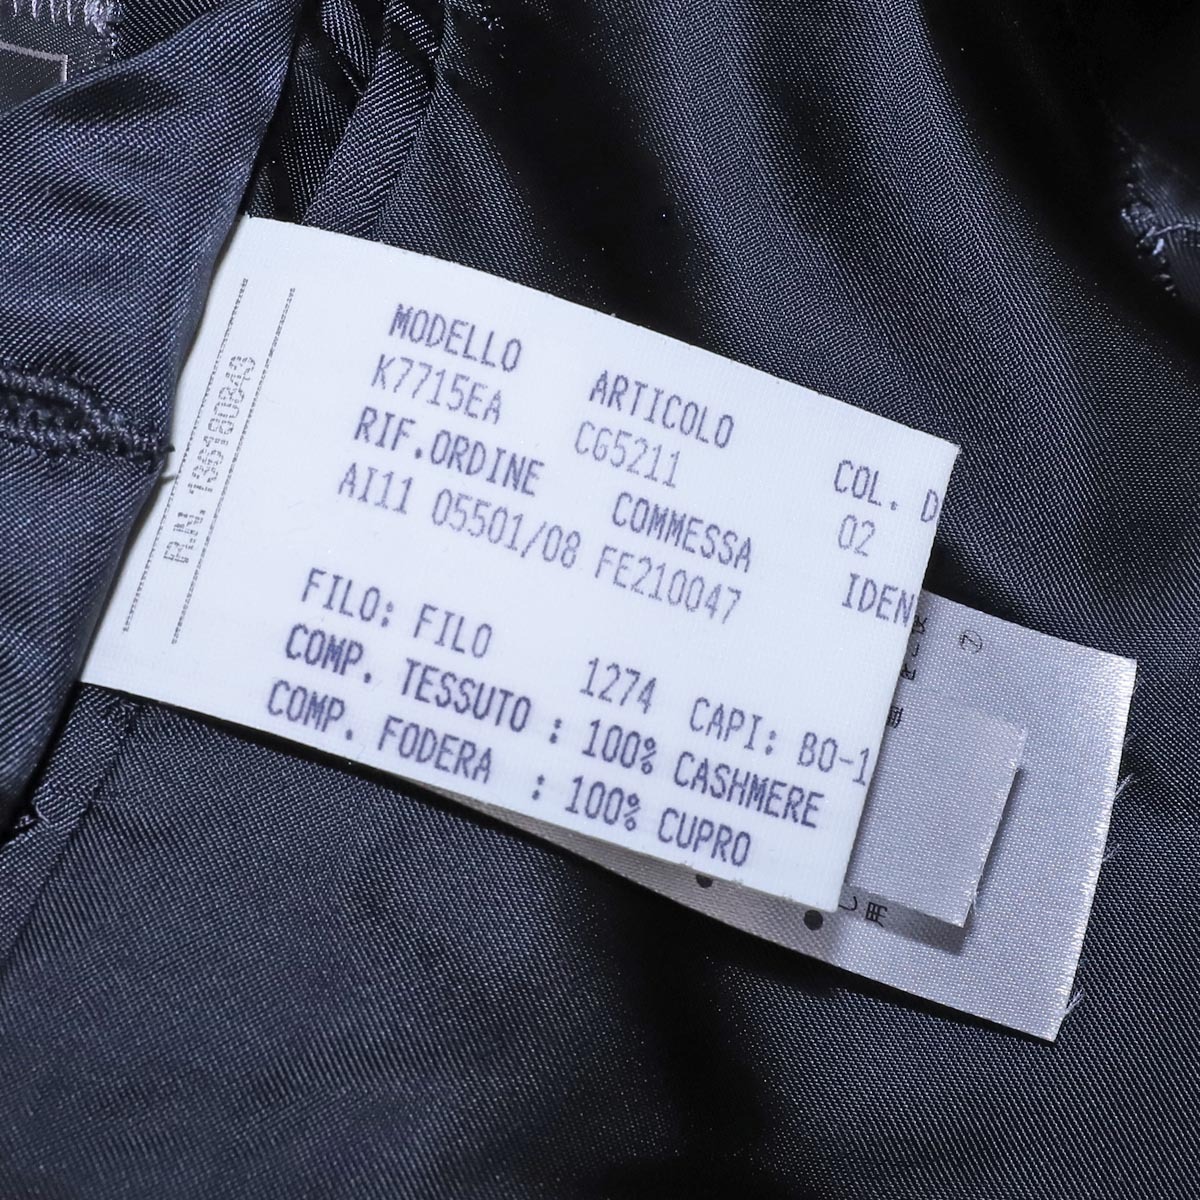 MODELLO ARTICOLO COL. D
K7715EA CG5211 02
RIF.ORDINE COMMESSA IDEN
AI11 05501/08 FE210047
FILO: FILO 1274 CAPI: BO-1
COMP. TESSUTO : 100% CASHMERE
COMP. FODERA : 100% CUPRO